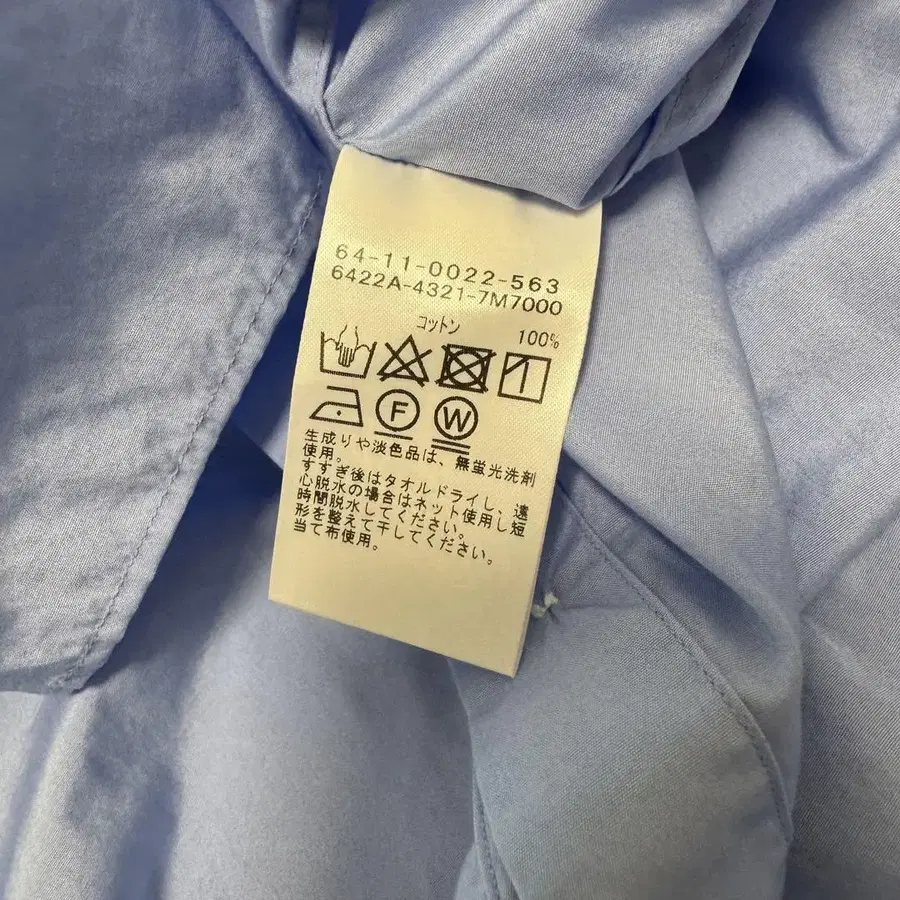 64-11-0022-563
6422A-4321-7M7000
コットン 100%
F W
生成りや淡色品は、無蛍光洗剤
使用。
すすぎ後はタオルドライし、遠
心脱水の場合はネット使用し短
時間脱水してください。
形を整えて干してください。
当て布使用。